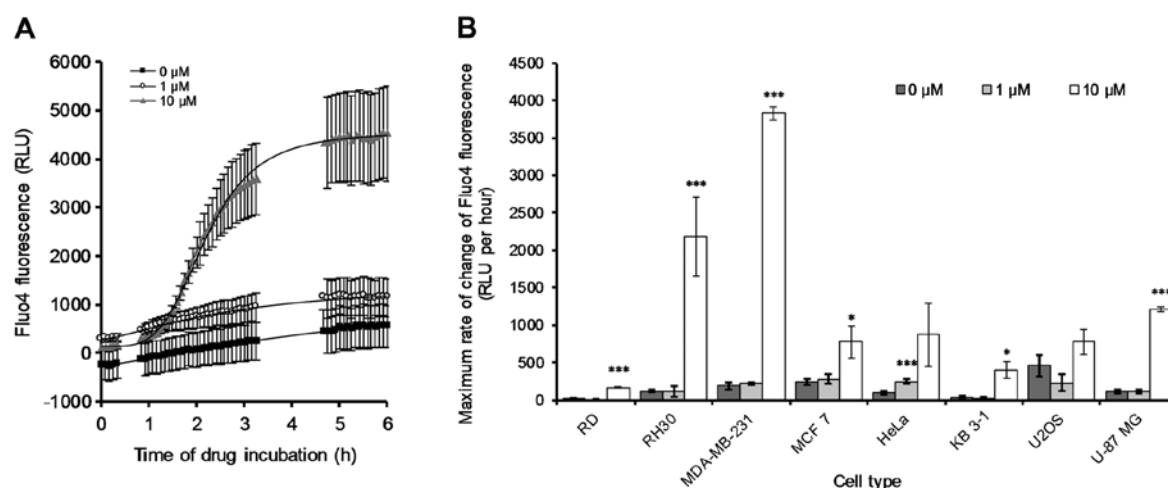 A
6000
5000
4000
3000
2000
1000
0
-1000
0 µM
1 µM
10 µM
Fluo4 fluorescence (RLU)
0 1 2 3 4 5 6
Time of drug incubation (h)
B
4500
4000
3500
3000
2500
2000
1500
1000
500
0
0 µM 1 µM 10 µM
Maximum rate of change of Fluo4 fluorescence
(RLU per hour)
***
***
***
*
***
*
***
RD
RH30
MDA-MB-231
MCF 7
HeLa
KB 3-1
U2OS
U-87 MG
Cell type